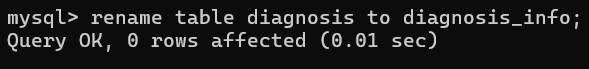 mysql> rename table diagnosis to diagnosis_info;
Query OK, 0 rows affected (0.01 sec)